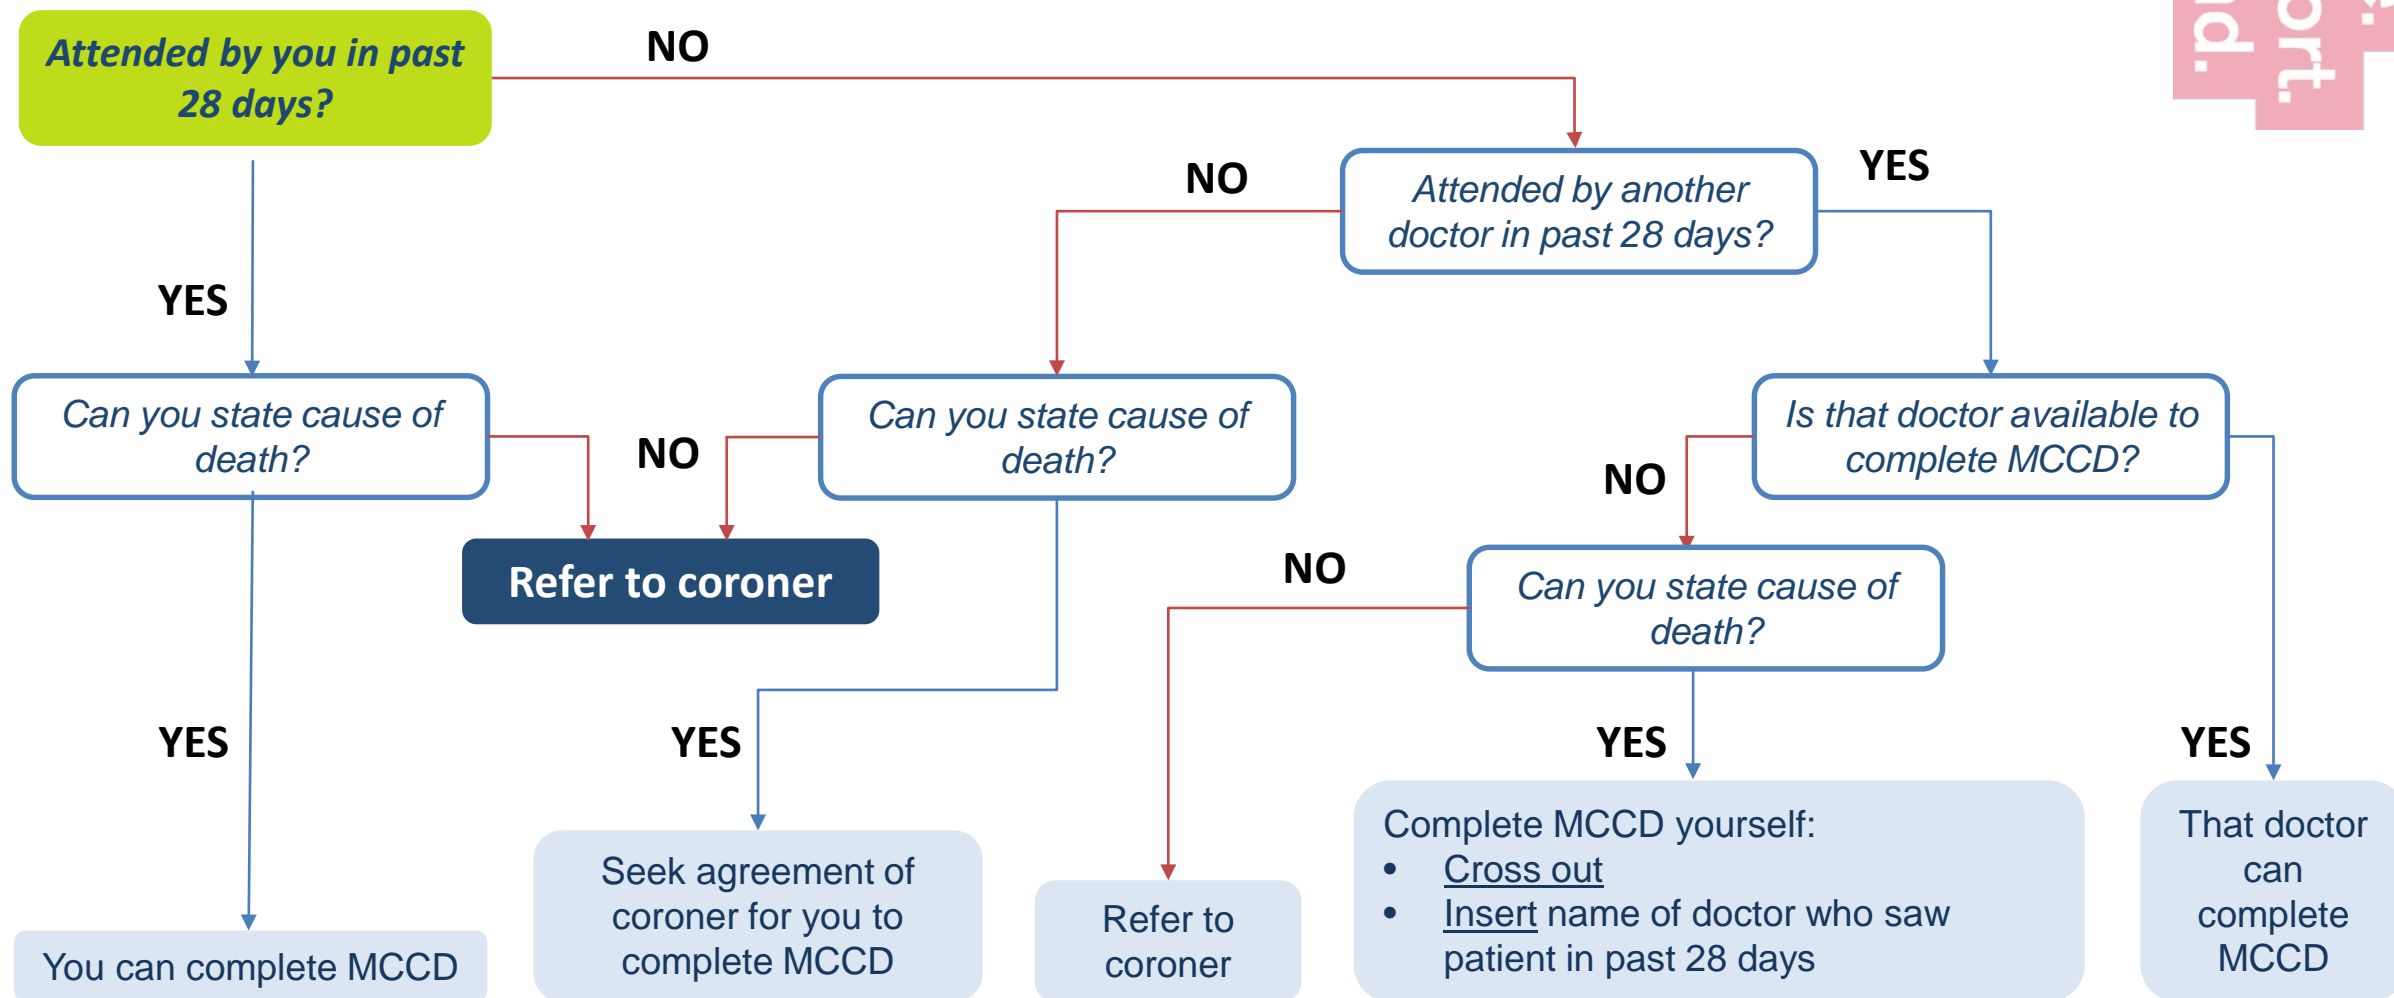 Attended by you in past
28 days?
NO
ort.
nd.
NO
Attended by another
doctor in past 28 days?
YES
YES
Can you state cause of
death?
NO
Can you state cause of
death?
Is that doctor available to
complete MCCD?
NO
Refer to coroner
NO
Can you state cause of
death?
YES
YES
YES
YES
You can complete MCCD
Seek agreement of
coroner for you to
complete MCCD
Refer to
coroner
Complete MCCD yourself:
• Cross out
• Insert name of doctor who saw
patient in past 28 days
That doctor
can
complete
MCCD